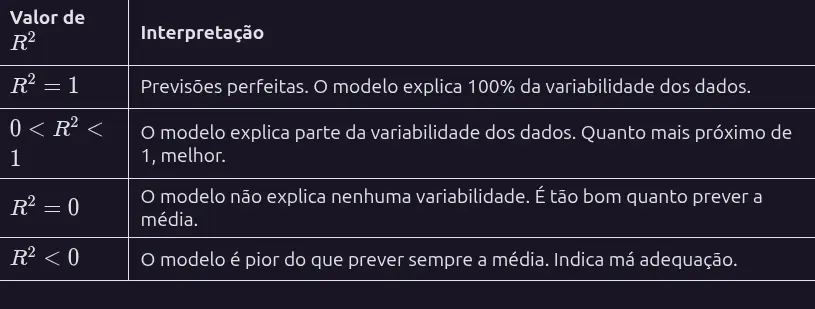 Valor de
R²
Interpretação
R² = 1
Previsões perfeitas. O modelo explica 100% da variabilidade dos dados.
0 < R² <
1
O modelo explica parte da variabilidade dos dados. Quanto mais próximo de
1, melhor.
R² = 0
O modelo não explica nenhuma variabilidade. É tão bom quanto prever a
média.
R² < 0
O modelo é pior do que prever sempre a média. Indica má adequação.